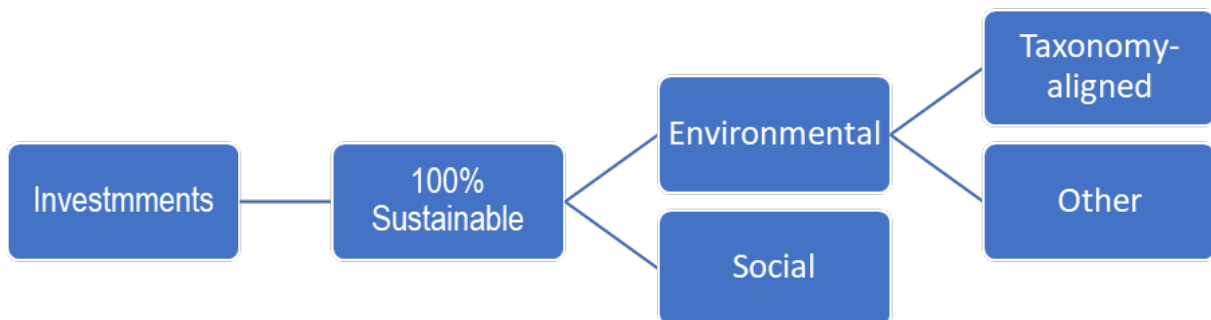 Investmments
100%
Sustainable
Environmental
Social
Taxonomy-
aligned
Other